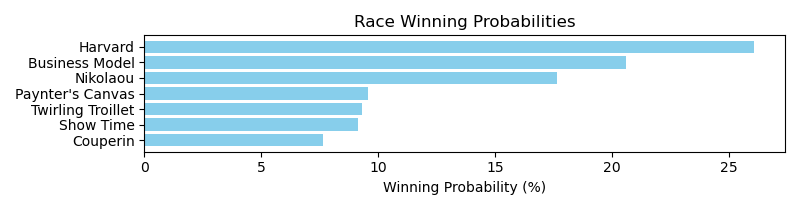 Race Winning Probabilities
Harvard
Business Model
Nikolaou
Paynter's Canvas
Twirling Troillet
Show Time
Couperin
0 5 10 15 20 25
Winning Probability (%)